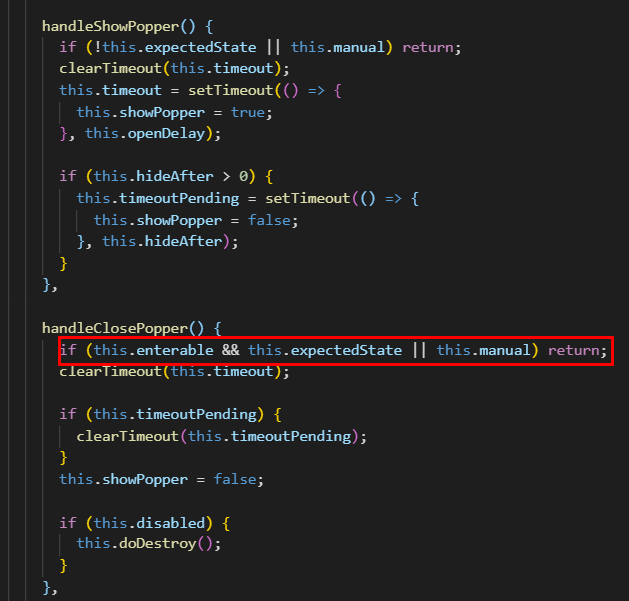 handleShowPopper() {
if (!this.expectedState || this.manual) return;
clearTimeout(this.timeout);
this.timeout = setTimeout(() => {
this.showPopper = true;
}, this.openDelay);
if (this.hideAfter > 0) {
this.timeoutPending = setTimeout(() => {
this.showPopper = false;
}, this.hideAfter);
}
},
handleClosePopper() {
if (this.enterable && this.expectedState || this.manual) return;
clearTimeout(this.timeout);
if (this.timeoutPending) {
clearTimeout(this.timeoutPending);
}
this.showPopper = false;
if (this.disabled) {
this.doDestroy();
}
},